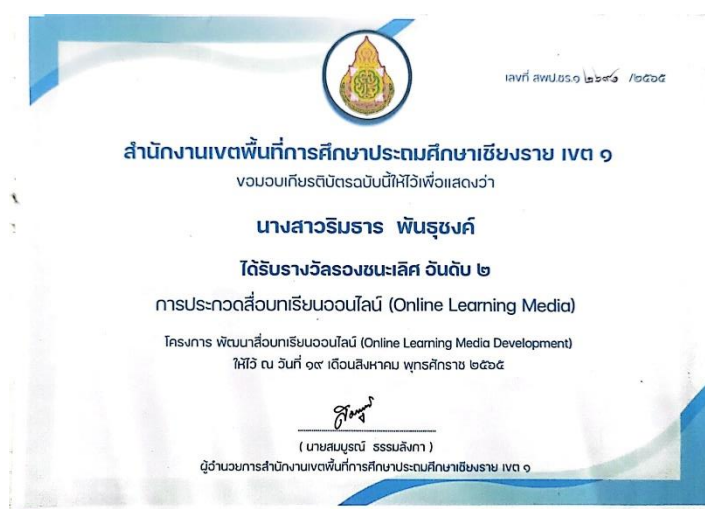 เลขที่ สพป.ชร.๑ /๒๕๖๕
สำนักงานเขตพื้นที่การศึกษาประถมศึกษาเชียงราย เขต ๑
ขอมอบเกียรติบัตรฉบับนี้ให้ไว้เพื่อแสดงว่า
นางสาวริมธาร พันธุชงค์
ได้รับรางวัลรองชนะเลิศ อันดับ ๒
การประกวดสื่อบทเรียนออนไลน์ (Online Learning Media)
โครงการ พัฒนาสื่อบทเรียนออนไลน์ (Online Learning Media Development)
ให้ไว้ ณ วันที่ ๑๙ เดือนสิงหาคม พุทธศักราช ๒๕๖๕
( นายสมบูรณ์ ธรรมลังกา )
ผู้อำนวยการสำนักงานเขตพื้นที่การศึกษาประถมศึกษาเชียงราย เขต ๑